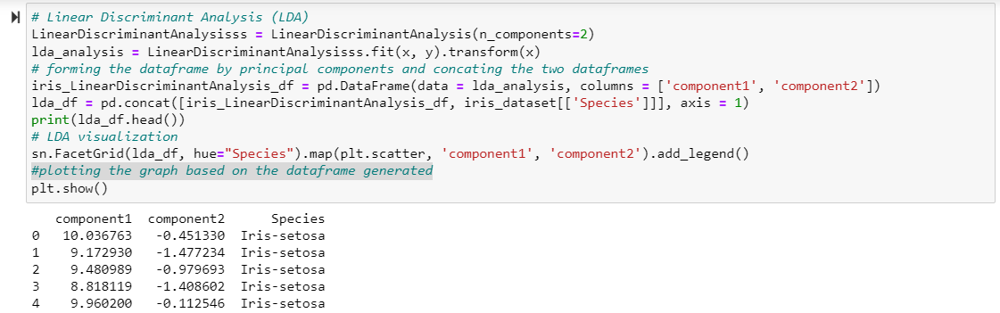 # Linear Discriminant Analysis (LDA)
LinearDiscriminantAnalysisss = LinearDiscriminantAnalysis(n_components=2)
lda_analysis = LinearDiscriminantAnalysisss.fit(x, y).transform(x)
# forming the dataframe by principal components and concating the two dataframes
iris_LinearDiscriminantAnalysis_df = pd.DataFrame(data = lda_analysis, columns = ['component1', 'component2'])
lda_df = pd.concat([iris_LinearDiscriminantAnalysis_df, iris_dataset[['Species']]], axis = 1)
print(lda_df.head())
# LDA visualization
sn.FacetGrid(lda_df, hue="Species").map(plt.scatter, 'component1', 'component2').add_legend()
#plotting the graph based on the dataframe generated
plt.show()
component1 component2 Species
0 10.036763 -0.451330 Iris-setosa
1 9.172930 -1.477234 Iris-setosa
2 9.480989 -0.979693 Iris-setosa
3 8.818119 -1.408602 Iris-setosa
4 9.960200 -0.112546 Iris-setosa